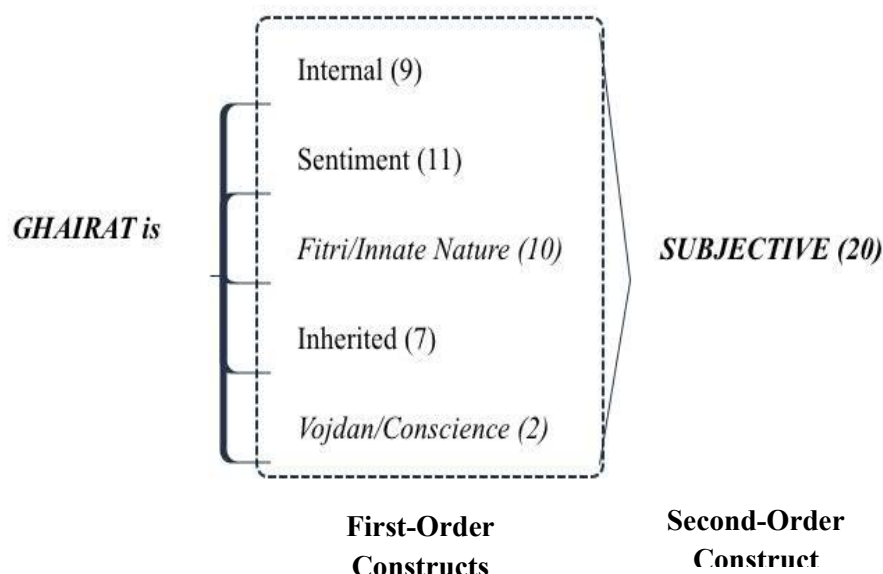 Internal (9)
Sentiment (11)
GHAIRAT is
Fitri/Innate Nature (10)
SUBJECTIVE (20)
Inherited (7)
Vojdan/Conscience (2)
First-Order
Constructs
Second-Order
Construct